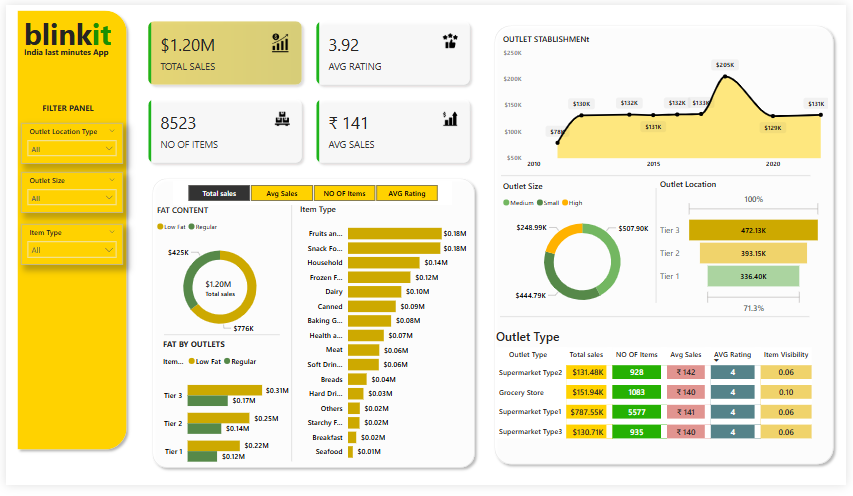 blinkit
India last minutes App
FILTER PANEL
Outlet Location Type
All
Outlet Size
All
Item Type
All
$1.20M
TOTAL SALES
3.92
AVG RATING
8523
NO OF ITEMS
₹ 141
AVG SALES
Total sales
Avg Sales
NO OF Items
AVG Rating
FAT CONTENT
Low Fat Regular
$425K
$1.20M
Total sales
$776K
FAT BY OUTLETS
Item... Low Fat Regular
Tier 3 $0.31M
$0.17M
Tier 2 $0.25M
$0.14M
Tier 1 $0.22M
$0.12M
Item Type
Fruits an... $0.18M
Snack Fo... $0.18M
Household $0.14M
Frozen F... $0.12M
Dairy $0.10M
Canned $0.09M
Baking G... $0.08M
Health a... $0.07M
Meat $0.06M
Soft Drin... $0.06M
Breads $0.04M
Hard Dri... $0.03M
Others $0.02M
Starchy F... $0.02M
Breakfast $0.02M
Seafood $0.01M
OUTLET STABLISHMENt
$250K
$200K
$150K
$100K
$50K
$78K
$130K
$132K
$131K
$132K
$133K
$205K
$129K
$131K
2010 2015 2020
Outlet Size
Medium Small High
$248.99K
$507.90K
$444.79K
Outlet Location
100%
Tier 3 472.13K
Tier 2 393.15K
Tier 1 336.40K
71.3%
Outlet Type
Outlet Type Total sales NO OF Items Avg Sales AVG Rating Item Visibility
Supermarket Type2 $131.48K 928 ₹ 142 4 0.06
Grocery Store $151.94K 1083 ₹ 140 4 0.10
Supermarket Type1 $787.55K 5577 ₹ 141 4 0.06
Supermarket Type3 $130.71K 935 ₹ 140 4 0.06